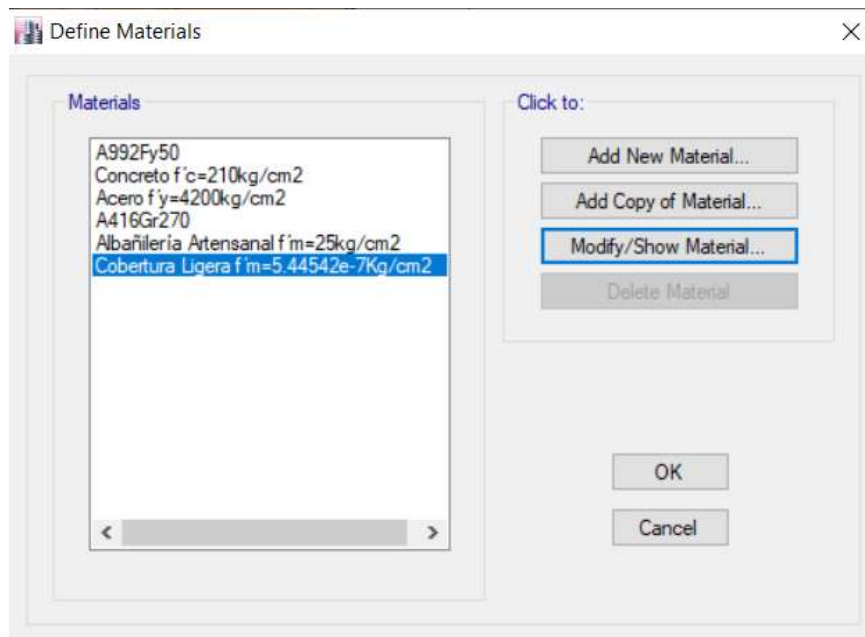 Define Materials
Materials
A992Fy50
Concreto f´c=210kg/cm2
Acero f´y=4200kg/cm2
A416Gr270
Albañilería Artensanal f´m=25kg/cm2
Cobertura Ligera f´m=5.44542e-7Kg/cm2
Click to:
Add New Material...
Add Copy of Material...
Modify/Show Material...
Delete Material
OK
Cancel